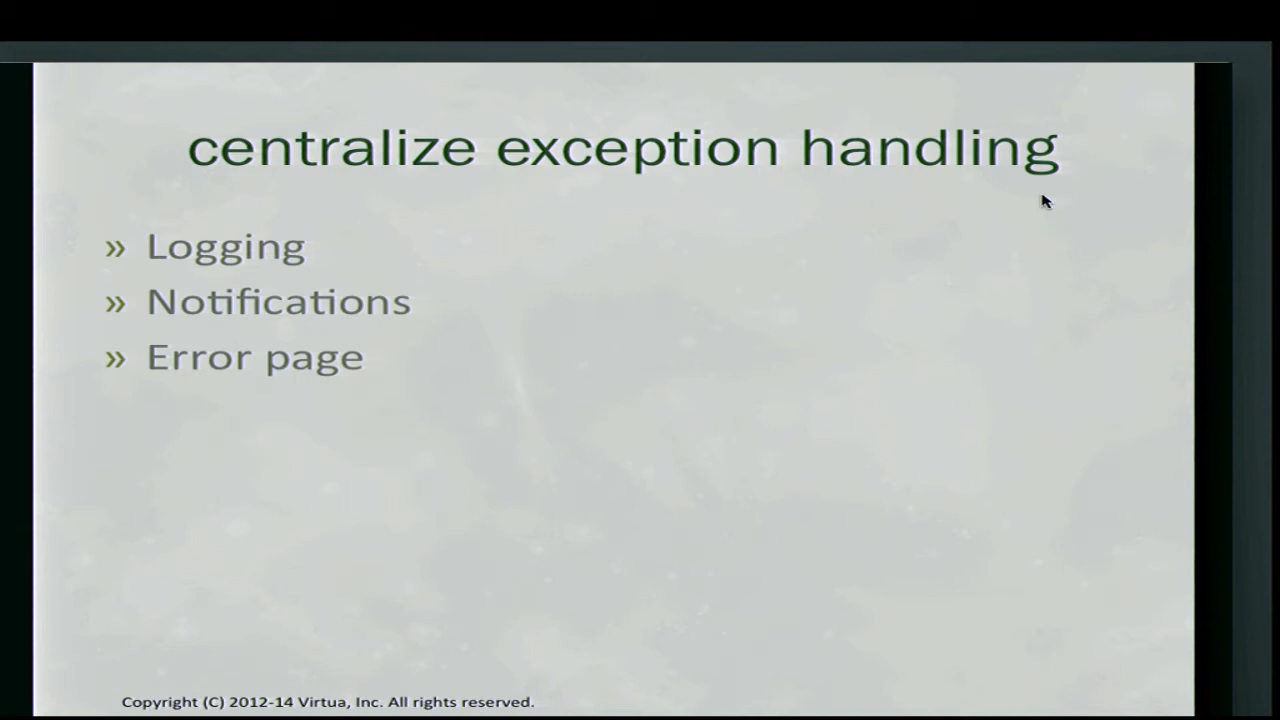 centralize exception handling
» Logging
» Notifications
» Error page
Copyright (C) 2012-14 Virtua, Inc. All rights reserved.